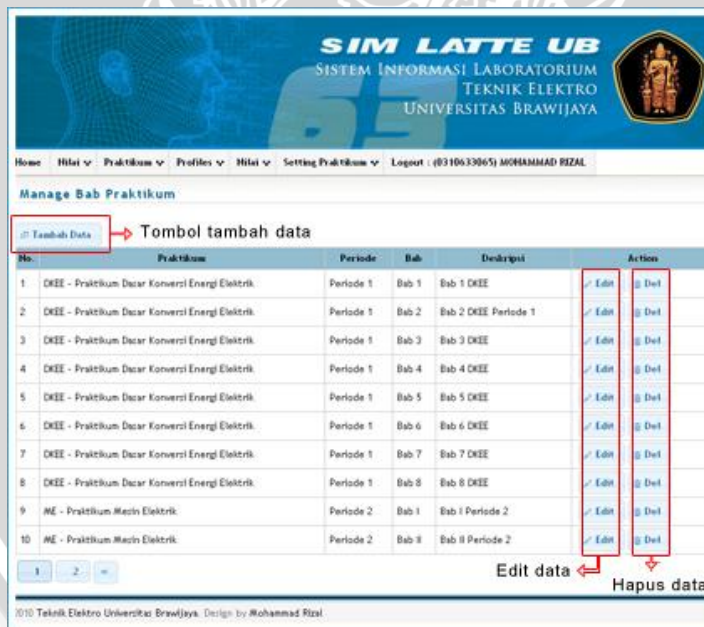 SIM LATTE UB
SISTEM INFORMASI LABORATORIUM
TEKNIK ELEKTRO
UNIVERSITAS BRAWIJAYA
63
Home Nilai Praktikum Profiles Nilai Setting Praktikum Logout : (0310633065) MOHAMMAD RIZAL
Manage Bab Praktikum
Tambah Data Tombol tambah data
No. Praktikum Periode Bab Deskripsi Action
1 DKEE - Praktikum Dasar Konversi Energi Elektrik Periode 1 Bab 1 Bab 1 DKEE Edit Del
2 DKEE - Praktikum Dasar Konversi Energi Elektrik Periode 1 Bab 2 Bab 2 DKEE Periode 1 Edit Del
3 DKEE - Praktikum Dasar Konversi Energi Elektrik Periode 1 Bab 3 Bab 3 DKEE Edit Del
4 DKEE - Praktikum Dasar Konversi Energi Elektrik Periode 1 Bab 4 Bab 4 DKEE Edit Del
5 DKEE - Praktikum Dasar Konversi Energi Elektrik Periode 1 Bab 5 Bab 5 DKEE Edit Del
6 DKEE - Praktikum Dasar Konversi Energi Elektrik Periode 1 Bab 6 Bab 6 DKEE Edit Del
7 DKEE - Praktikum Dasar Konversi Energi Elektrik Periode 1 Bab 7 Bab 7 DKEE Edit Del
8 DKEE - Praktikum Dasar Konversi Energi Elektrik Periode 1 Bab 8 Bab 8 DKEE Edit Del
9 ME - Praktikum Mesin Elektrik Periode 2 Bab I Bab I Periode 2 Edit Del
10 ME - Praktikum Mesin Elektrik Periode 2 Bab II Bab II Periode 2 Edit Del
1 2 » Edit data
Hapus data
2010 Teknik Elektro Universitas Brawijaya. Design by Mohammad Rizal